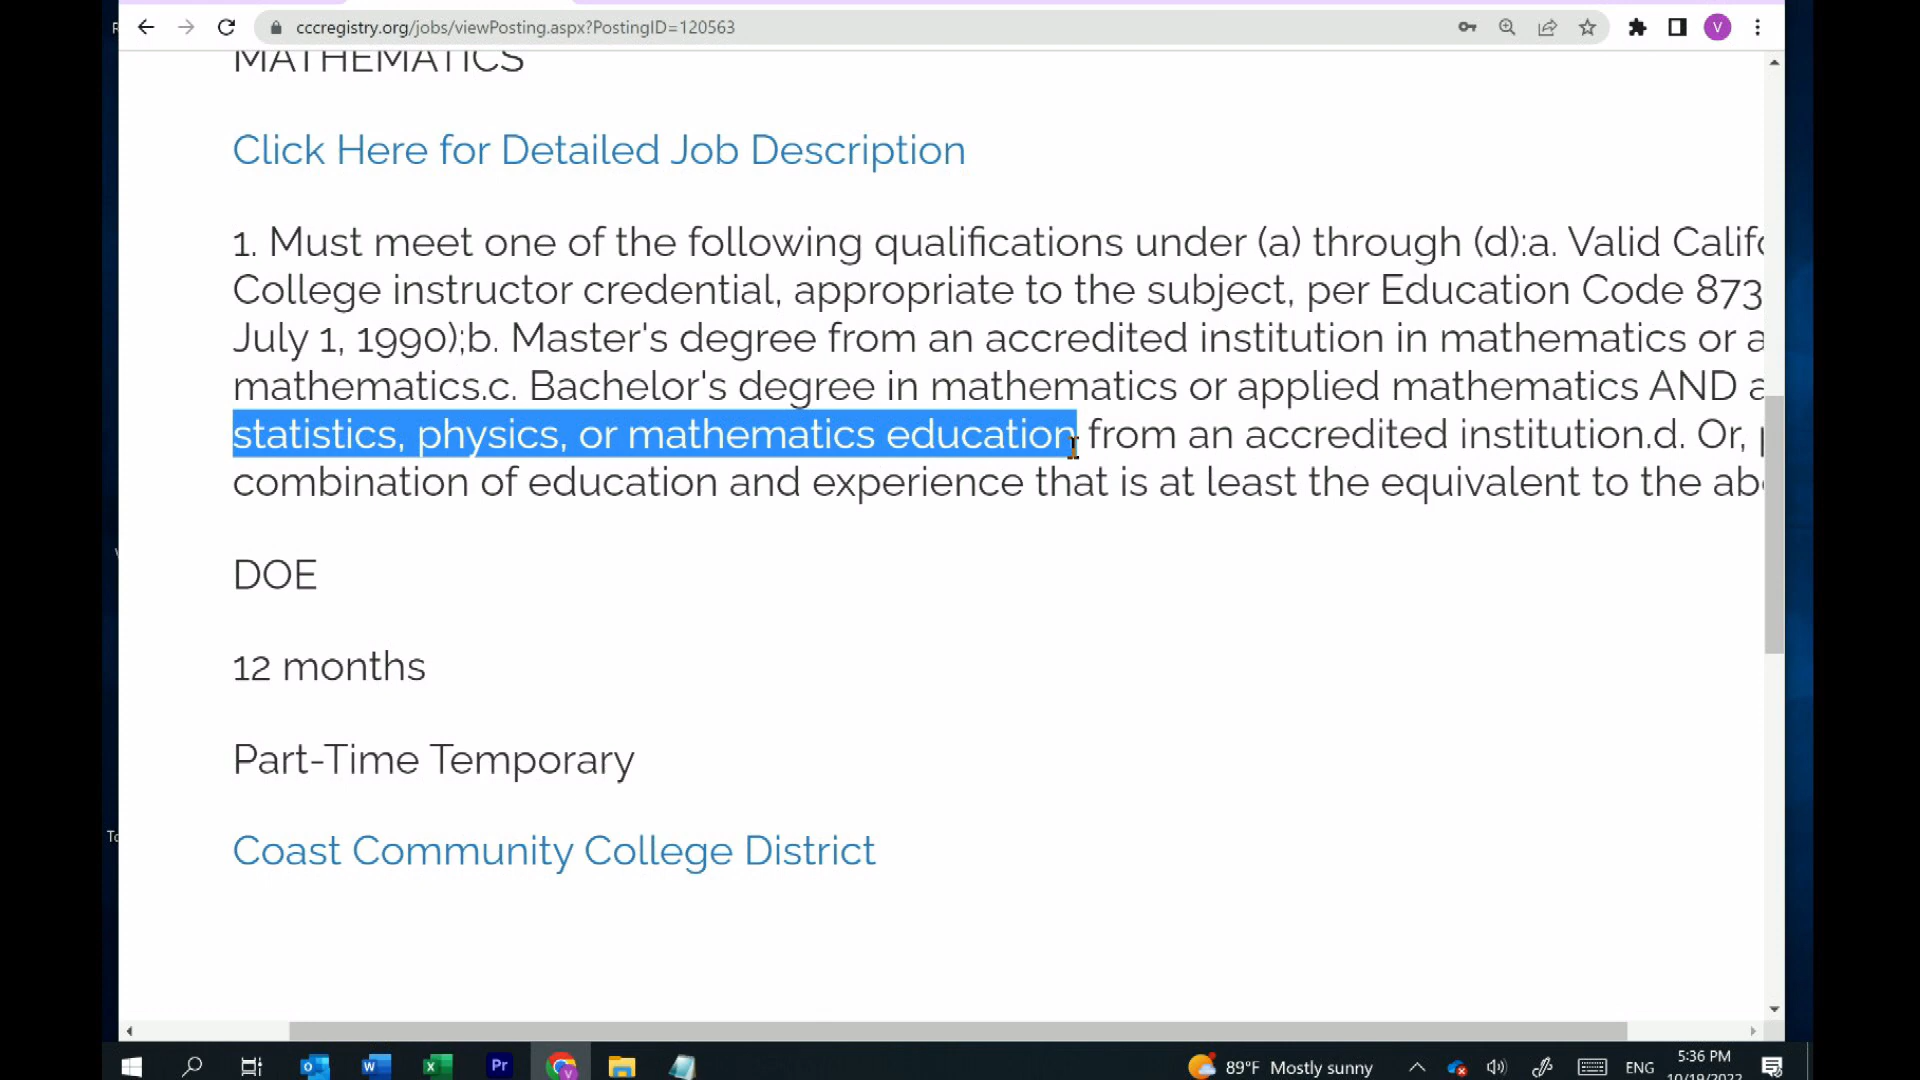 cccregistry.org/jobs/viewPosting.aspx?PostingID=120563
V
MATHEMATICS
Click Here for Detailed Job Description
1. Must meet one of the following qualifications under (a) through (d):a. Valid
College instructor credential, appropriate to the subject, per Education Code 873
July 1, 1990);b. Master's degree from an accredited institution in mathematics or a
mathematics.c. Bachelor's degree in mathematics or applied mathematics AND a
statistics, physics, or mathematics education from an accredited institution.d. Or,
combination of education and experience that is at least the equivalent to the
DOE
12 months
Part-Time Temporary
Coast Community College District
Pr
89°F Mostly sunny
ENG
5:36 PM
10/19/2022